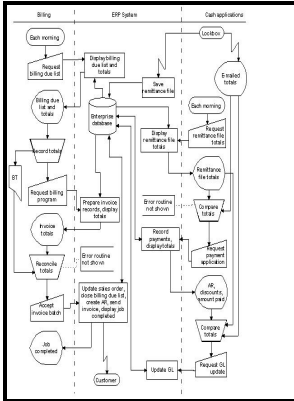 Billing
ERP System
Cash applications
Each morning
Request
billing due list
Display billing
due list and
totals
Lockbox
Save
remittance file
E-mailed
totals
Billing due
list and
totals
Enterprise
database
Each morning
Request
remittance file
totals
Display
remittance file
totals
Record totals
BT
Remittance
file totals
Request billing
program
Prepare invoice
records, display
totals
Error routine
not shown
Compare
totals
Invoice
totals
Record
payments,
display totals
Request
payment
application
Reconcile
totals
Error routine
not shown
Accept
invoice batch
Update sales order,
close billing due list,
create AR, send
invoice, display job
completed
AR,
discounts,
amount paid
Compare
totals
Job
completed
Customer
Update GL
Request GL
update